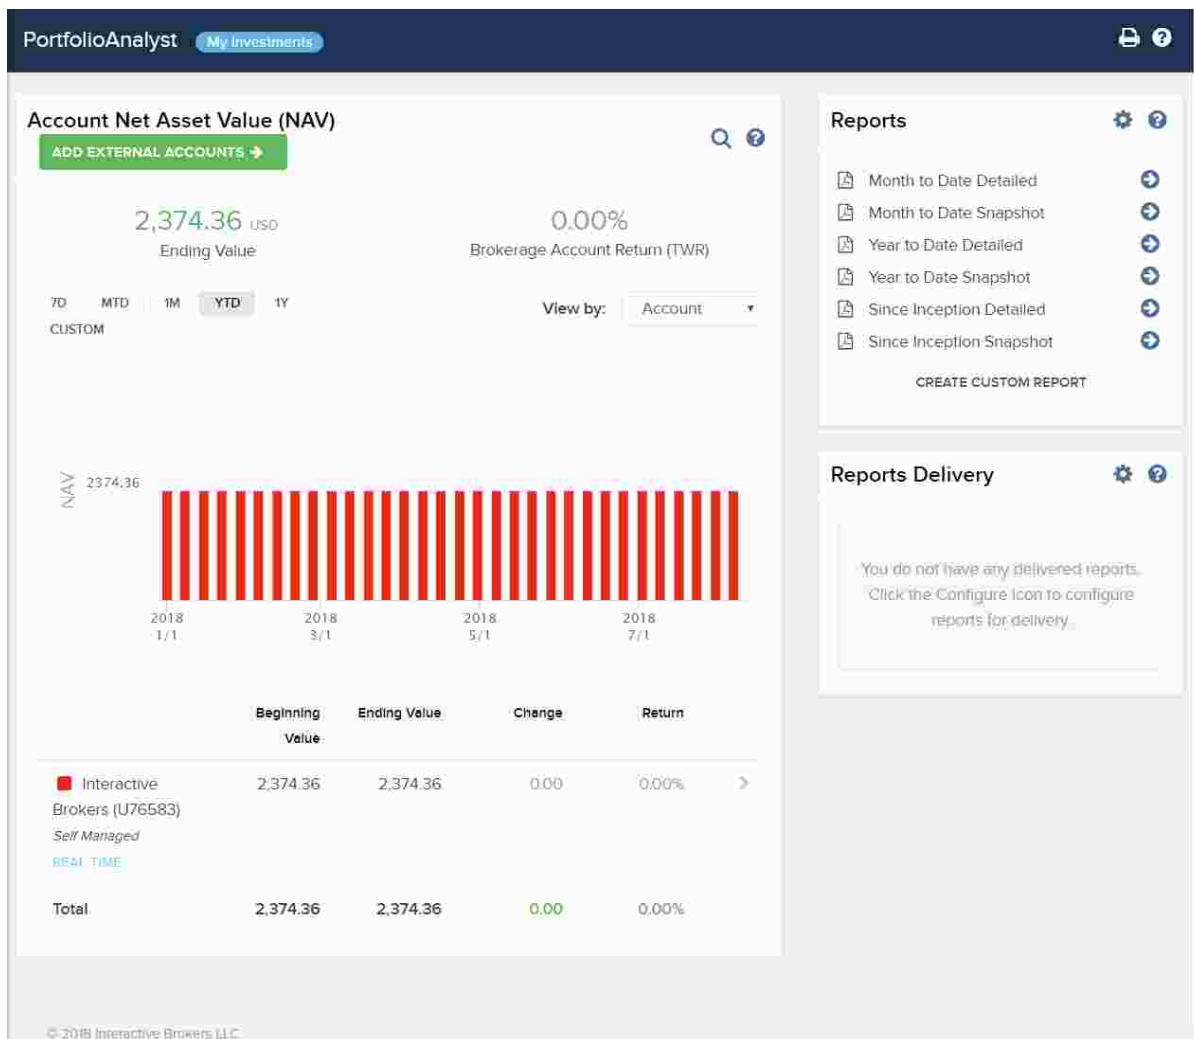 PortfolioAnalyst My Investments
Account Net Asset Value (NAV)
ADD EXTERNAL ACCOUNTS
2,374.36 USD
Ending Value
0.00%
Brokerage Account Return (TWR)
7D MTD 1M YTD 1Y
CUSTOM
View by: Account
NAV
2374.36
2018 2018 2018 2018
1/1 3/1 5/1 7/1
Beginning Ending Value Change Return
Value
Interactive 2,374.36 2,374.36 0.00 0.00%
Brokers (U76583)
Self Managed
REAL TIME
Total 2,374.36 2,374.36 0.00 0.00%
Reports
Month to Date Detailed
Month to Date Snapshot
Year to Date Detailed
Year to Date Snapshot
Since Inception Detailed
Since Inception Snapshot
CREATE CUSTOM REPORT
Reports Delivery
You do not have any delivered reports.
Click the Configure icon to configure
reports for delivery.
© 2018 Interactive Brokers LLC